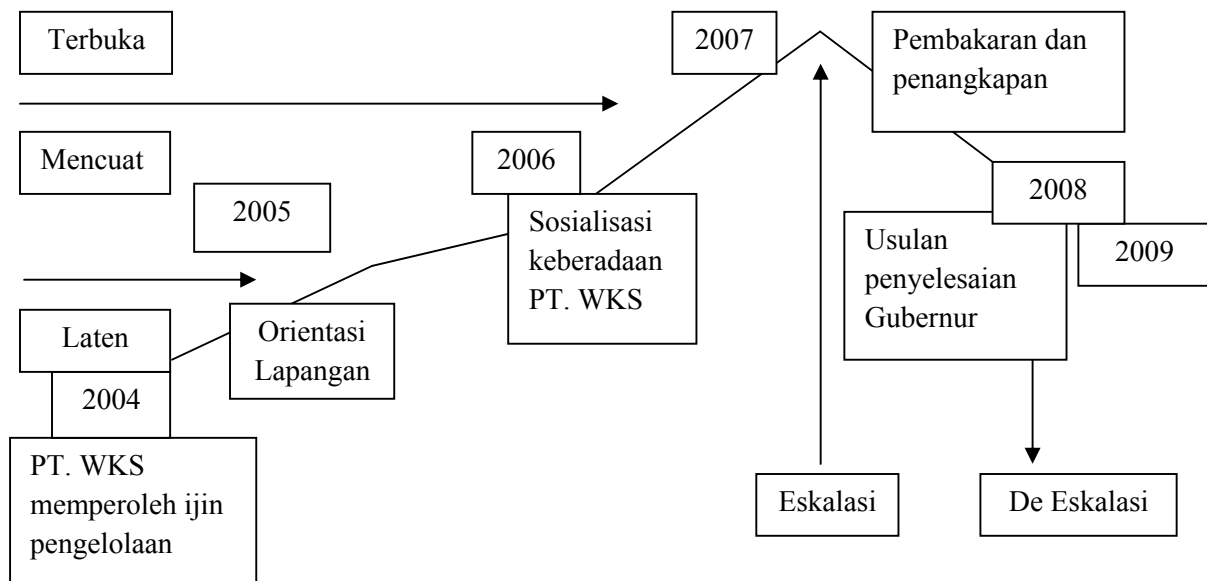 Terbuka
2007
Pembakaran dan
penangkapan
Mencuat
2006
2005
2008
Sosialisasi
keberadaan
PT. WKS
Usulan
penyelesaian
Gubernur
2009
Laten
Orientasi
Lapangan
2004
PT. WKS
memperoleh ijin
pengelolaan
Eskalasi
De Eskalasi